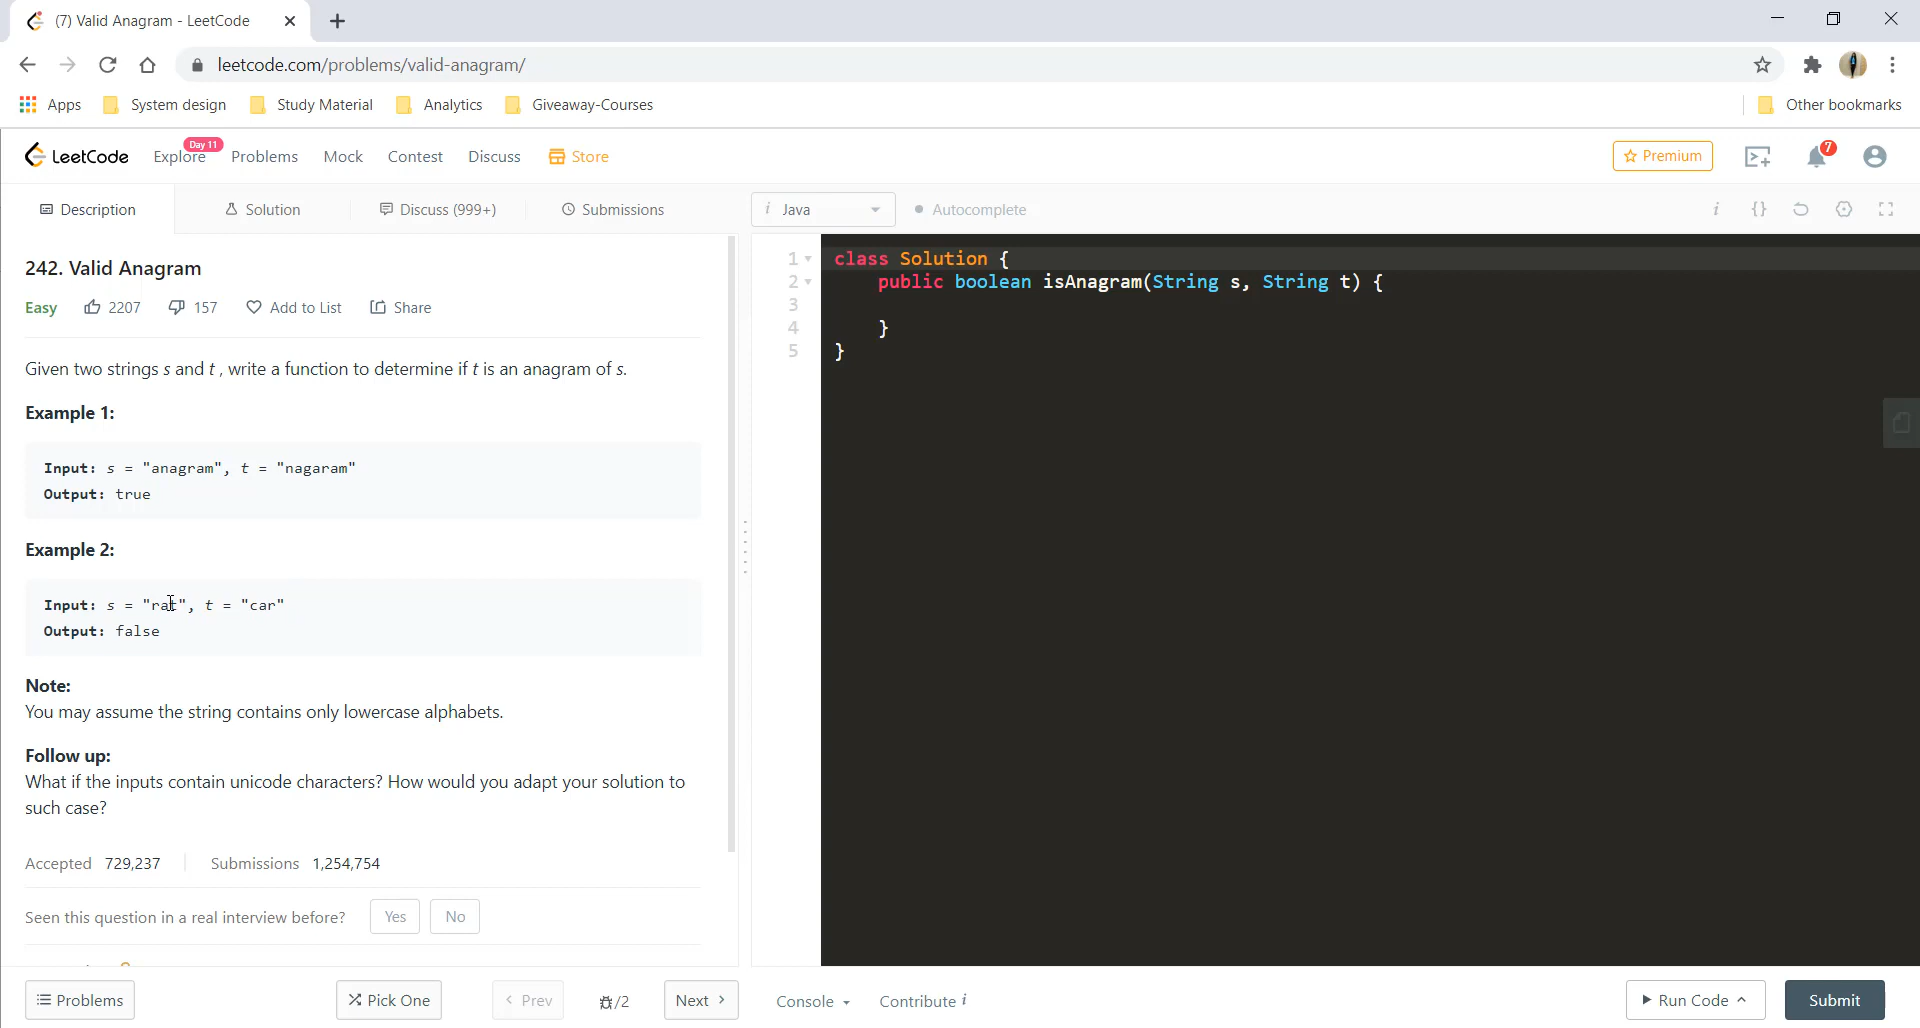 (7) Valid Anagram - LeetCode
leetcode.com/problems/valid-anagram/
Apps System design Study Material Analytics Giveaway-Courses Other bookmarks
LeetCode Explore Day 11 Problems Mock Contest Discuss Store Premium 7
Description Solution Discuss (999+) Submissions i Java Autocomplete i {}
242. Valid Anagram
Easy 2207 157 Add to List Share
Given two strings s and t , write a function to determine if t is an anagram of s.
Example 1:
Input: s = "anagram", t = "nagaram"
Output: true
Example 2:
Input: s = "rat", t = "car"
Output: false
Note:
You may assume the string contains only lowercase alphabets.
Follow up:
What if the inputs contain unicode characters? How would you adapt your solution to
such case?
Accepted 729,237 Submissions 1,254,754
Seen this question in a real interview before? Yes No
1 class Solution {
2 public boolean isAnagram(String s, String t) {
3
4 }
5 }
Problems Pick One < Prev /2 Next > Console Contribute i Run Code Submit